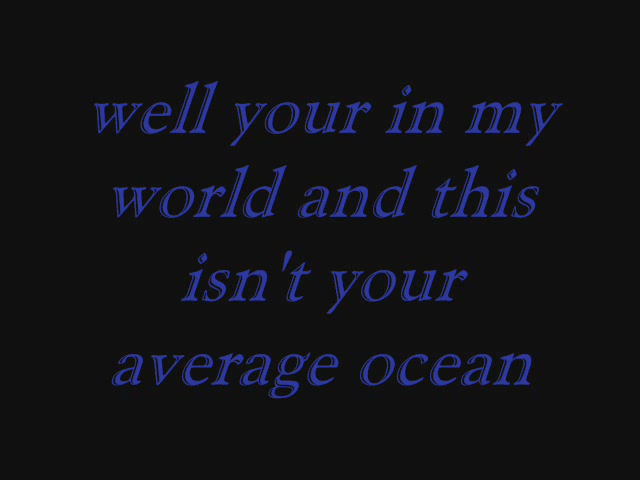 well your in my
world and this
isn't your
average ocean